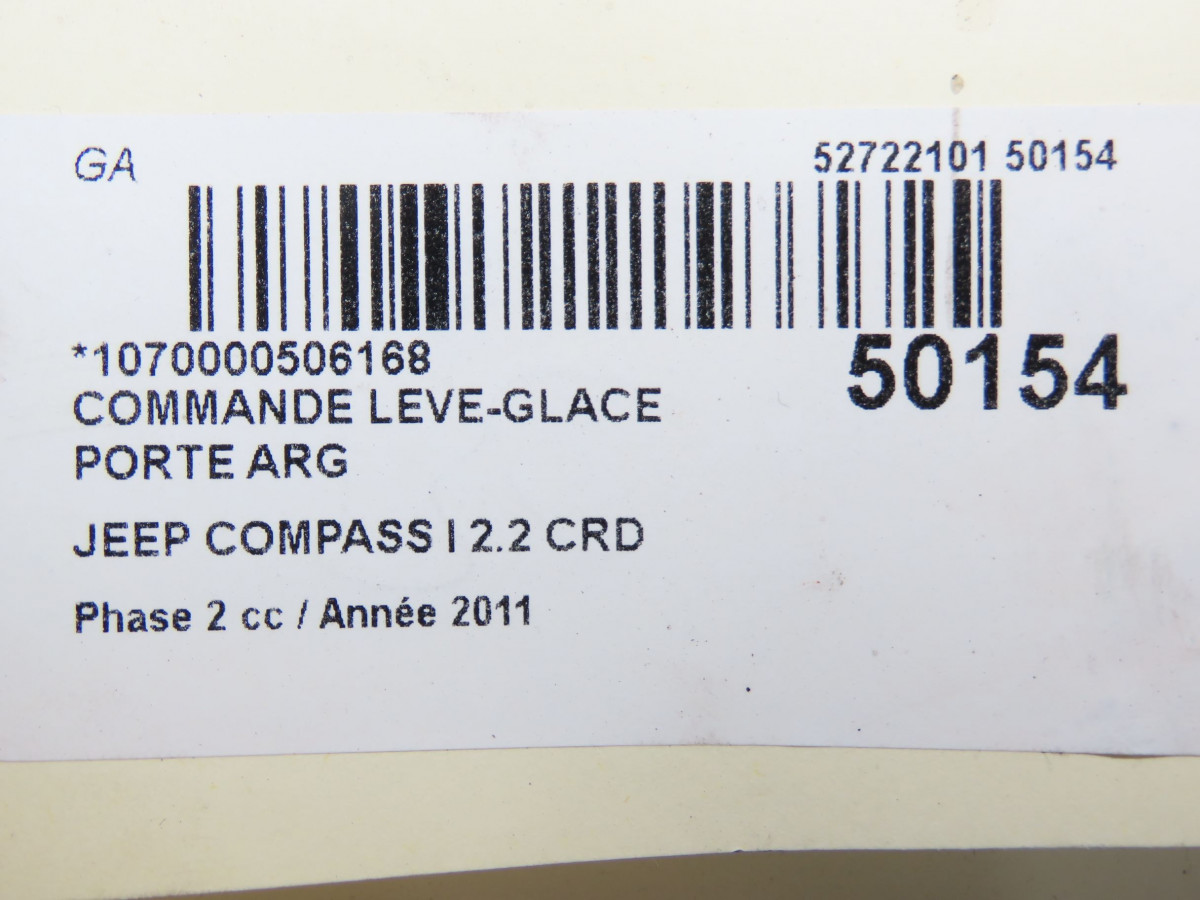 GA
52722101 50154
*1070000506168
50154
COMMANDE LEVE-GLACE
PORTE ARG
JEEP COMPASS I 2.2 CRD
Phase 2 cc / Année 2011